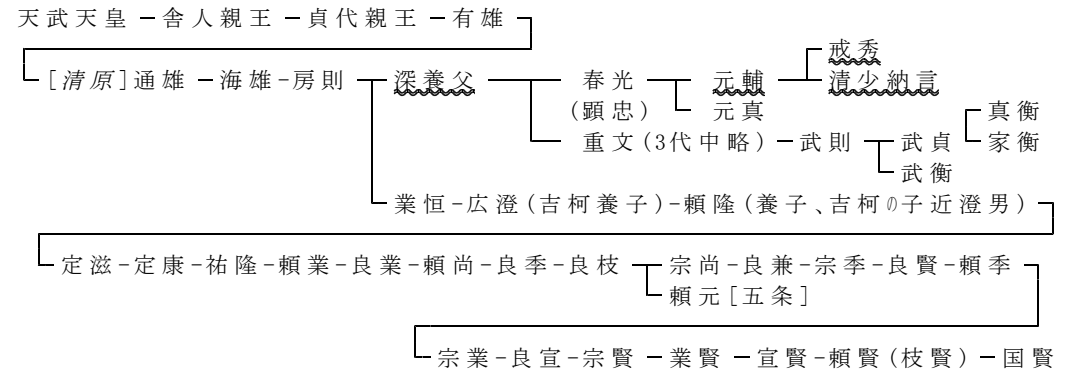 天武天皇－舎人親王－貞代親王－有雄
戒秀
[清原]通雄－海雄－房則 深養父 春光 元輔 清少納言
(顕忠) 元真 真衡
重文(3代中略)－武則 武貞 家衡
武衡
業恒－広澄(吉柯養子)－頼隆(養子、吉柯の子近澄男)
定滋－定康－祐隆－頼業－良業－頼尚－良季－良枝 宗尚－良兼－宗季－良賢－頼季
頼元[五条]
宗業－良宣－宗賢－業賢－宣賢－頼賢(枝賢)－国賢